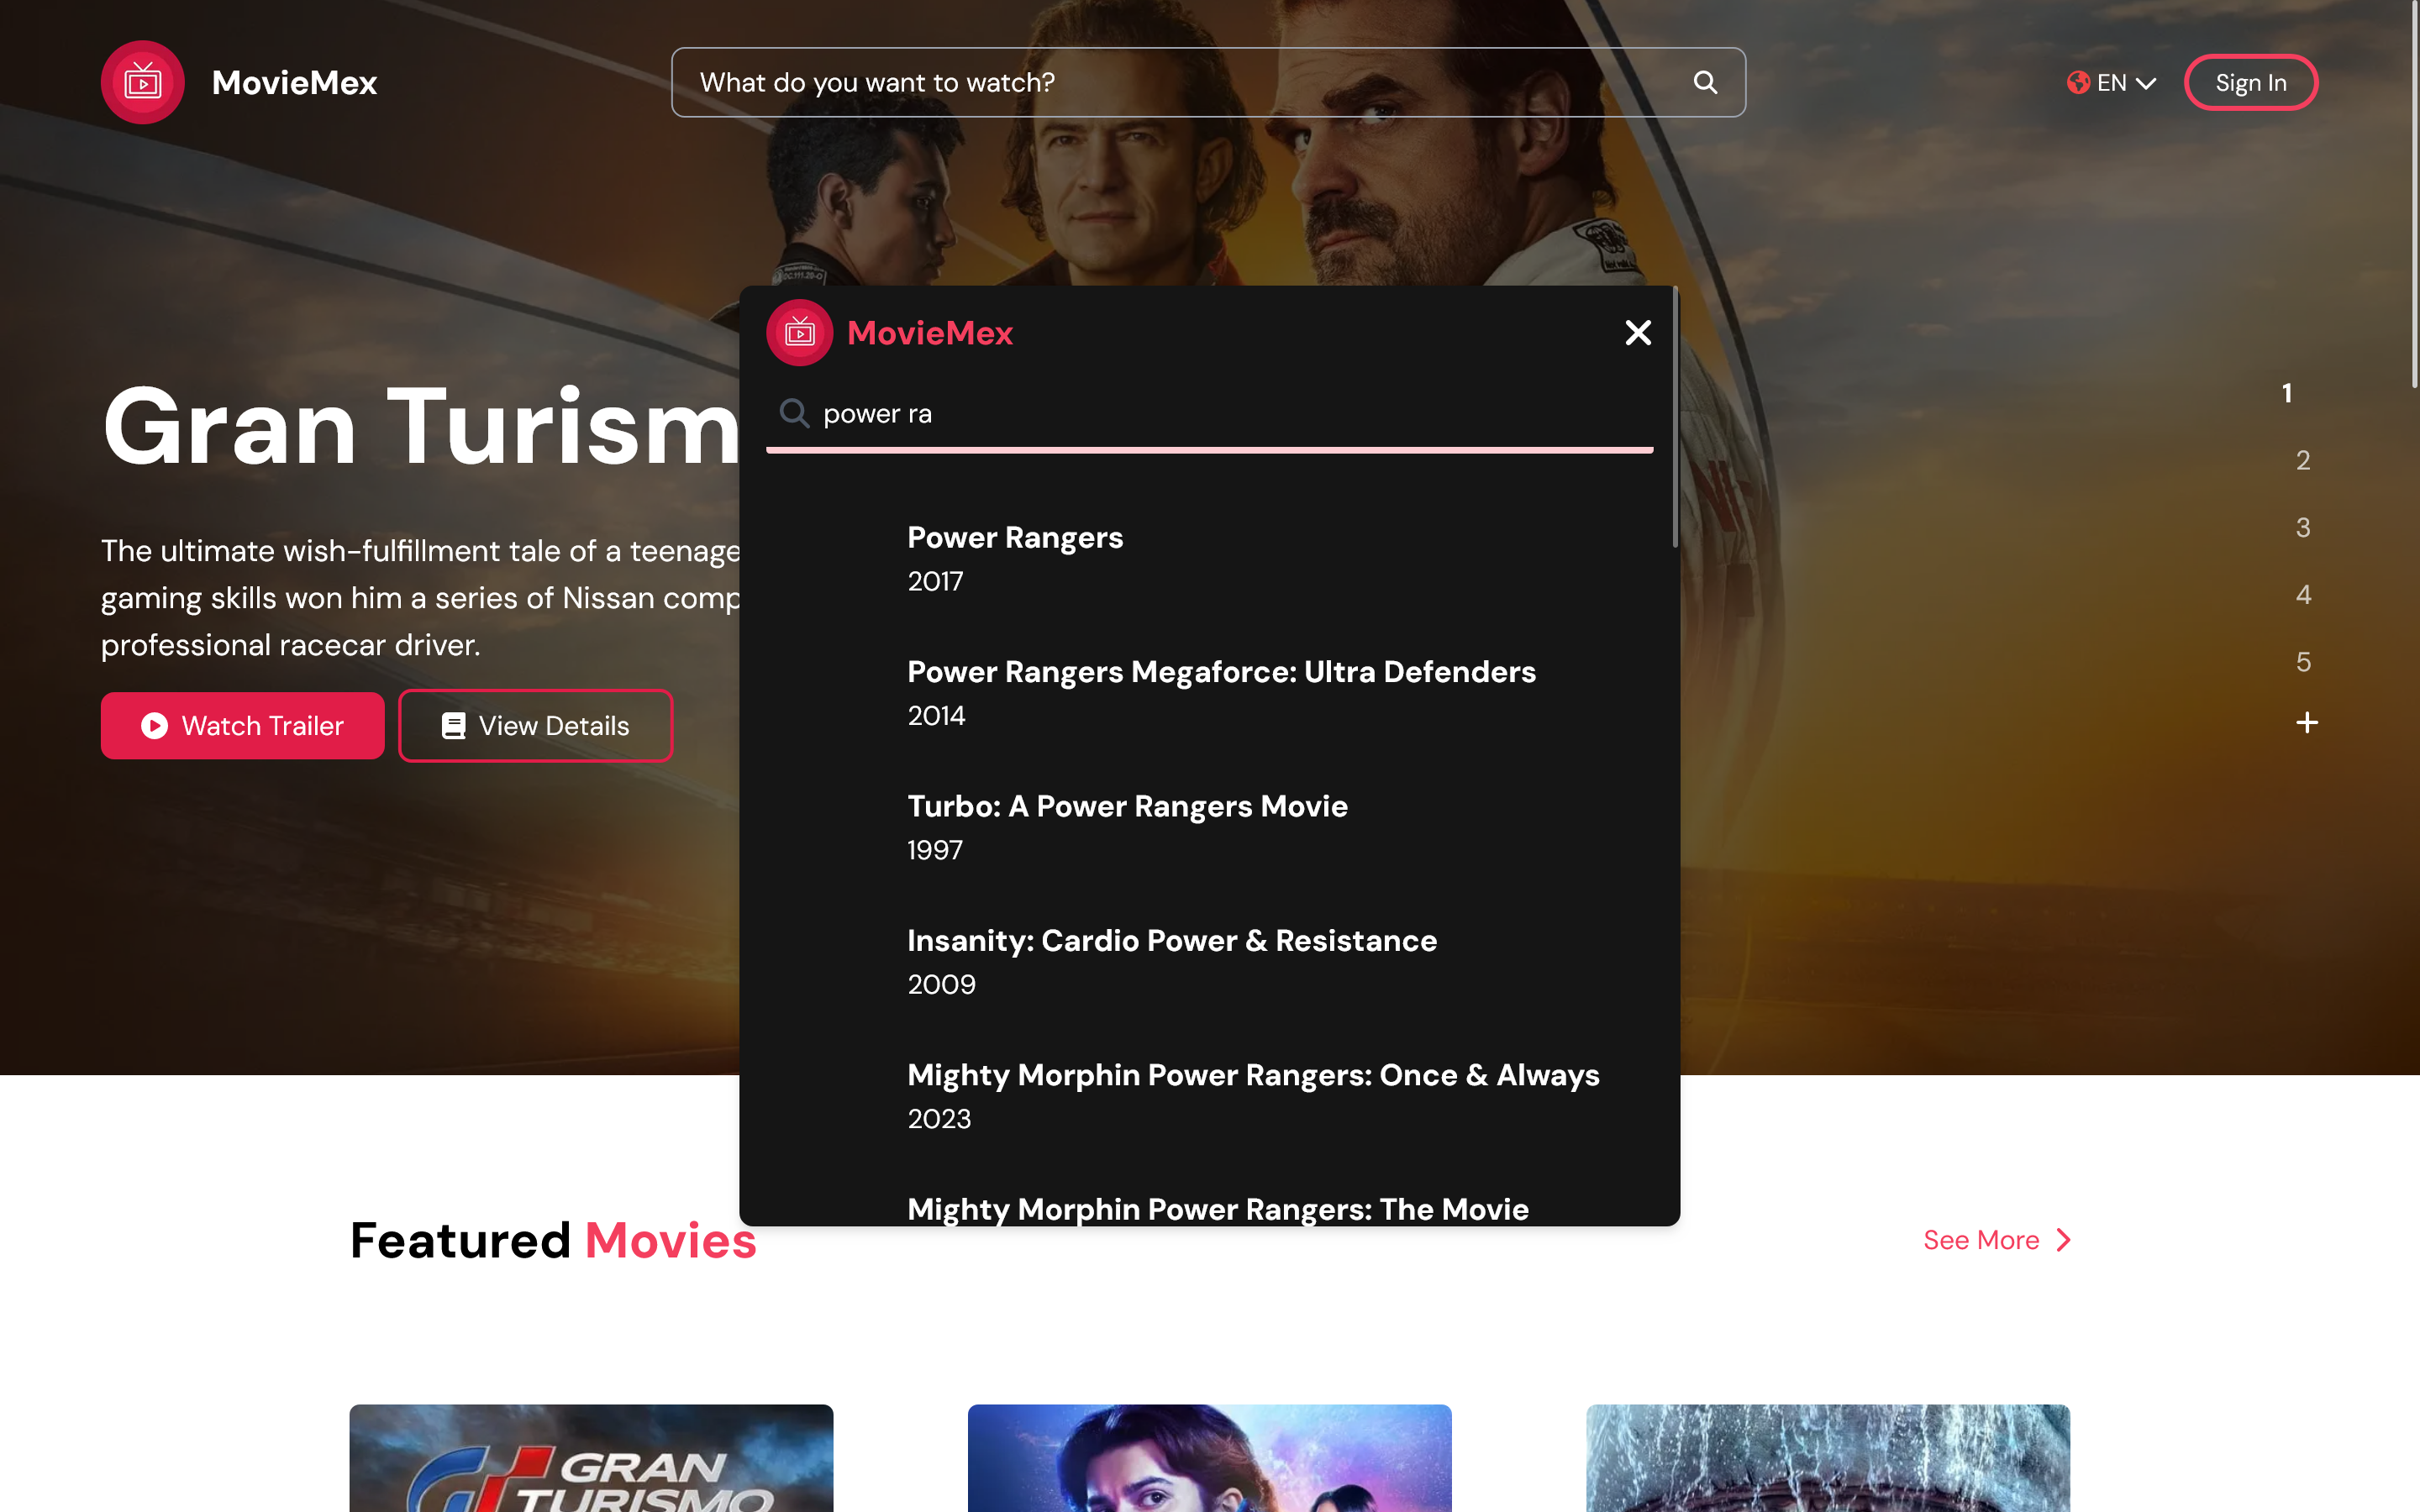 MovieMex
What do you want to watch?
EN
Sign In
MovieMex
power ra
Gran Turism
The ultimate wish-fulfillment tale of a teenage
gaming skills won him a series of Nissan comp
professional racecar driver.
Watch Trailer
View Details
1
2
3
4
5
+
Power Rangers
2017
Power Rangers Megaforce: Ultra Defenders
2014
Turbo: A Power Rangers Movie
1997
Insanity: Cardio Power & Resistance
2009
Mighty Morphin Power Rangers: Once & Always
2023
Mighty Morphin Power Rangers: The Movie
Featured Movies
See More
GRAN
TURISMO